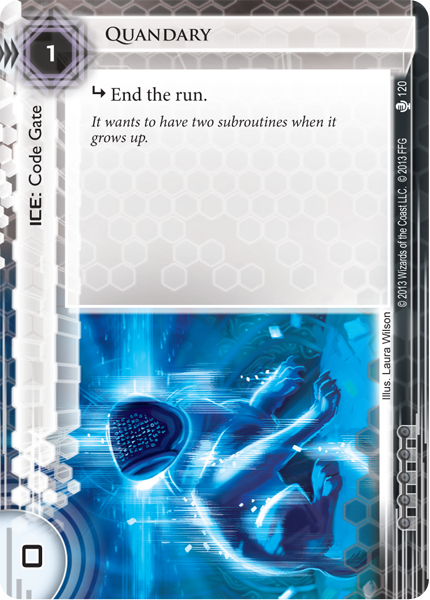 QUANDARY
1
↳ End the run.
It wants to have two subroutines when it
grows up.
ICE: Code Gate
120
© 2013 Wizards of the Coast LLC. © 2013 FFG
Illus. Laura Wilson
0